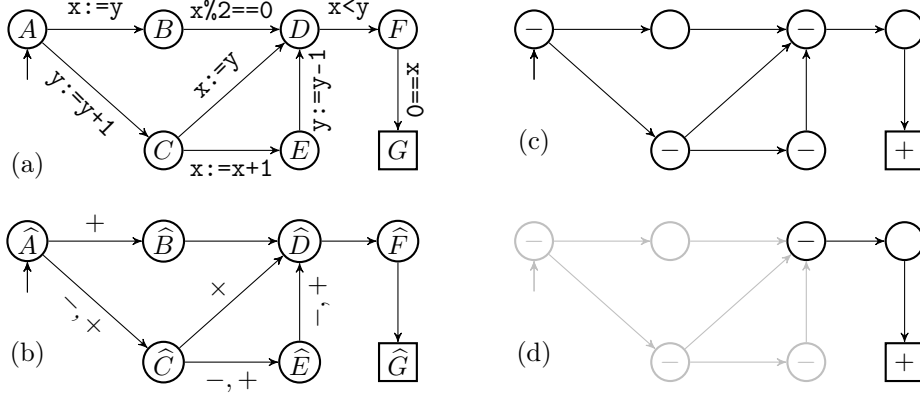 x:=y x%2==0 x<y
A B D F
y:=y+1 x:=y y:=y-1 0==x
C E G
x:=x+1
(a)
− −
− − +
(c)
+
Â B̂ D̂ F̂
−, + + −, +
Ĉ Ê Ĝ
−, +
(b)
− −
− − +
(d)